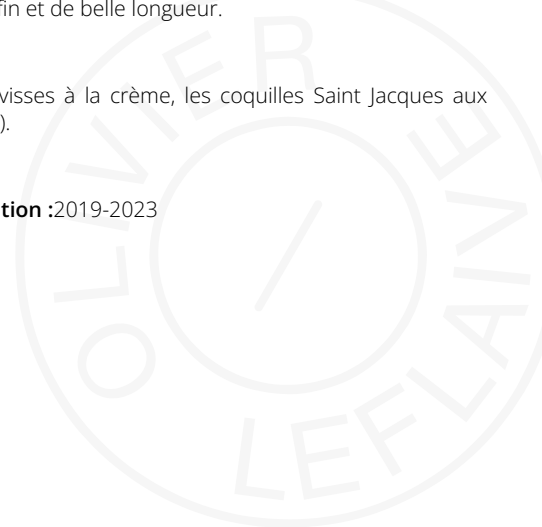 fin et de belle longueur.
visses à la crème, les coquilles Saint Jacques aux
).
tion :2019-2023
OLIVIER
LEFLAIVE